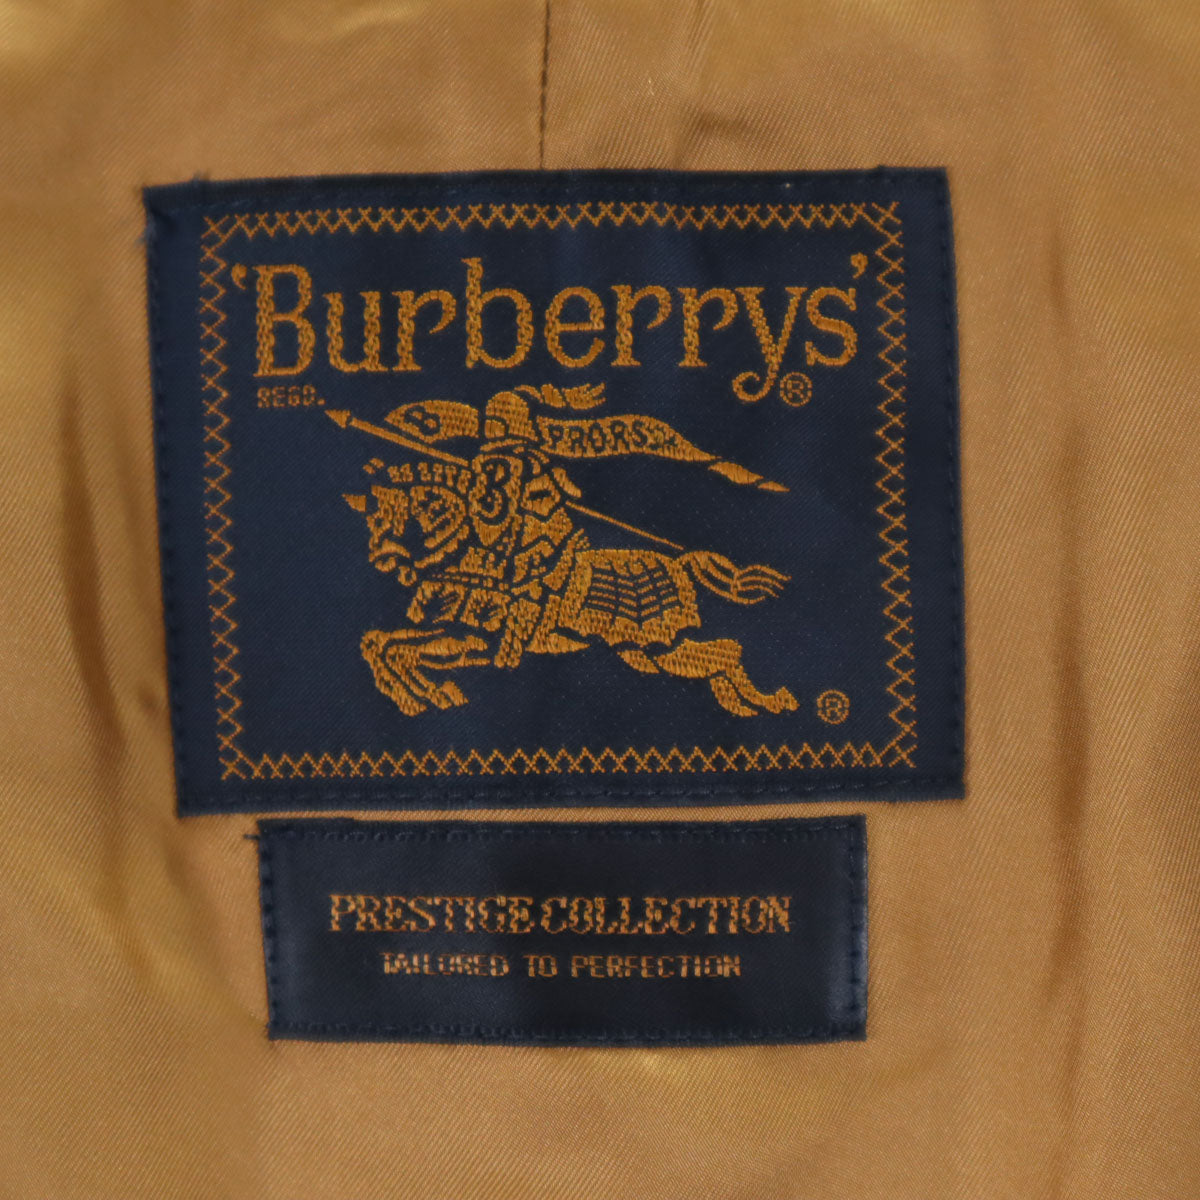 'Burberrys'
REGD. ®
B PRORSUM
B
®
PRESTIGE COLLECTION
TAILORED TO PERFECTION